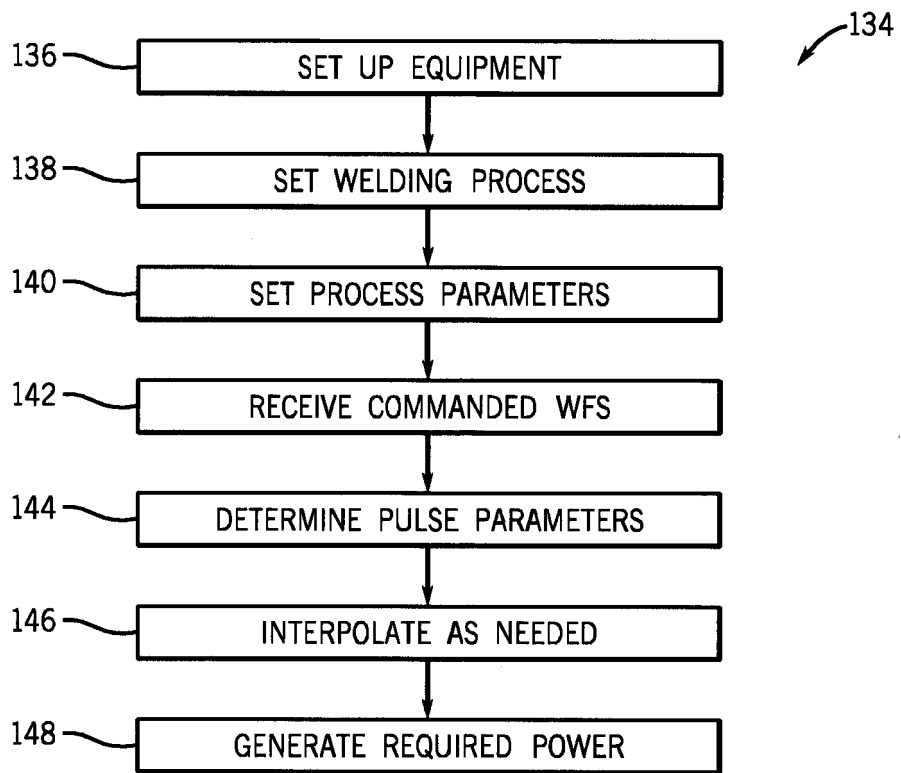 134
136 SET UP EQUIPMENT
138 SET WELDING PROCESS
140 SET PROCESS PARAMETERS
142 RECEIVE COMMANDED WFS
144 DETERMINE PULSE PARAMETERS
146 INTERPOLATE AS NEEDED
148 GENERATE REQUIRED POWER